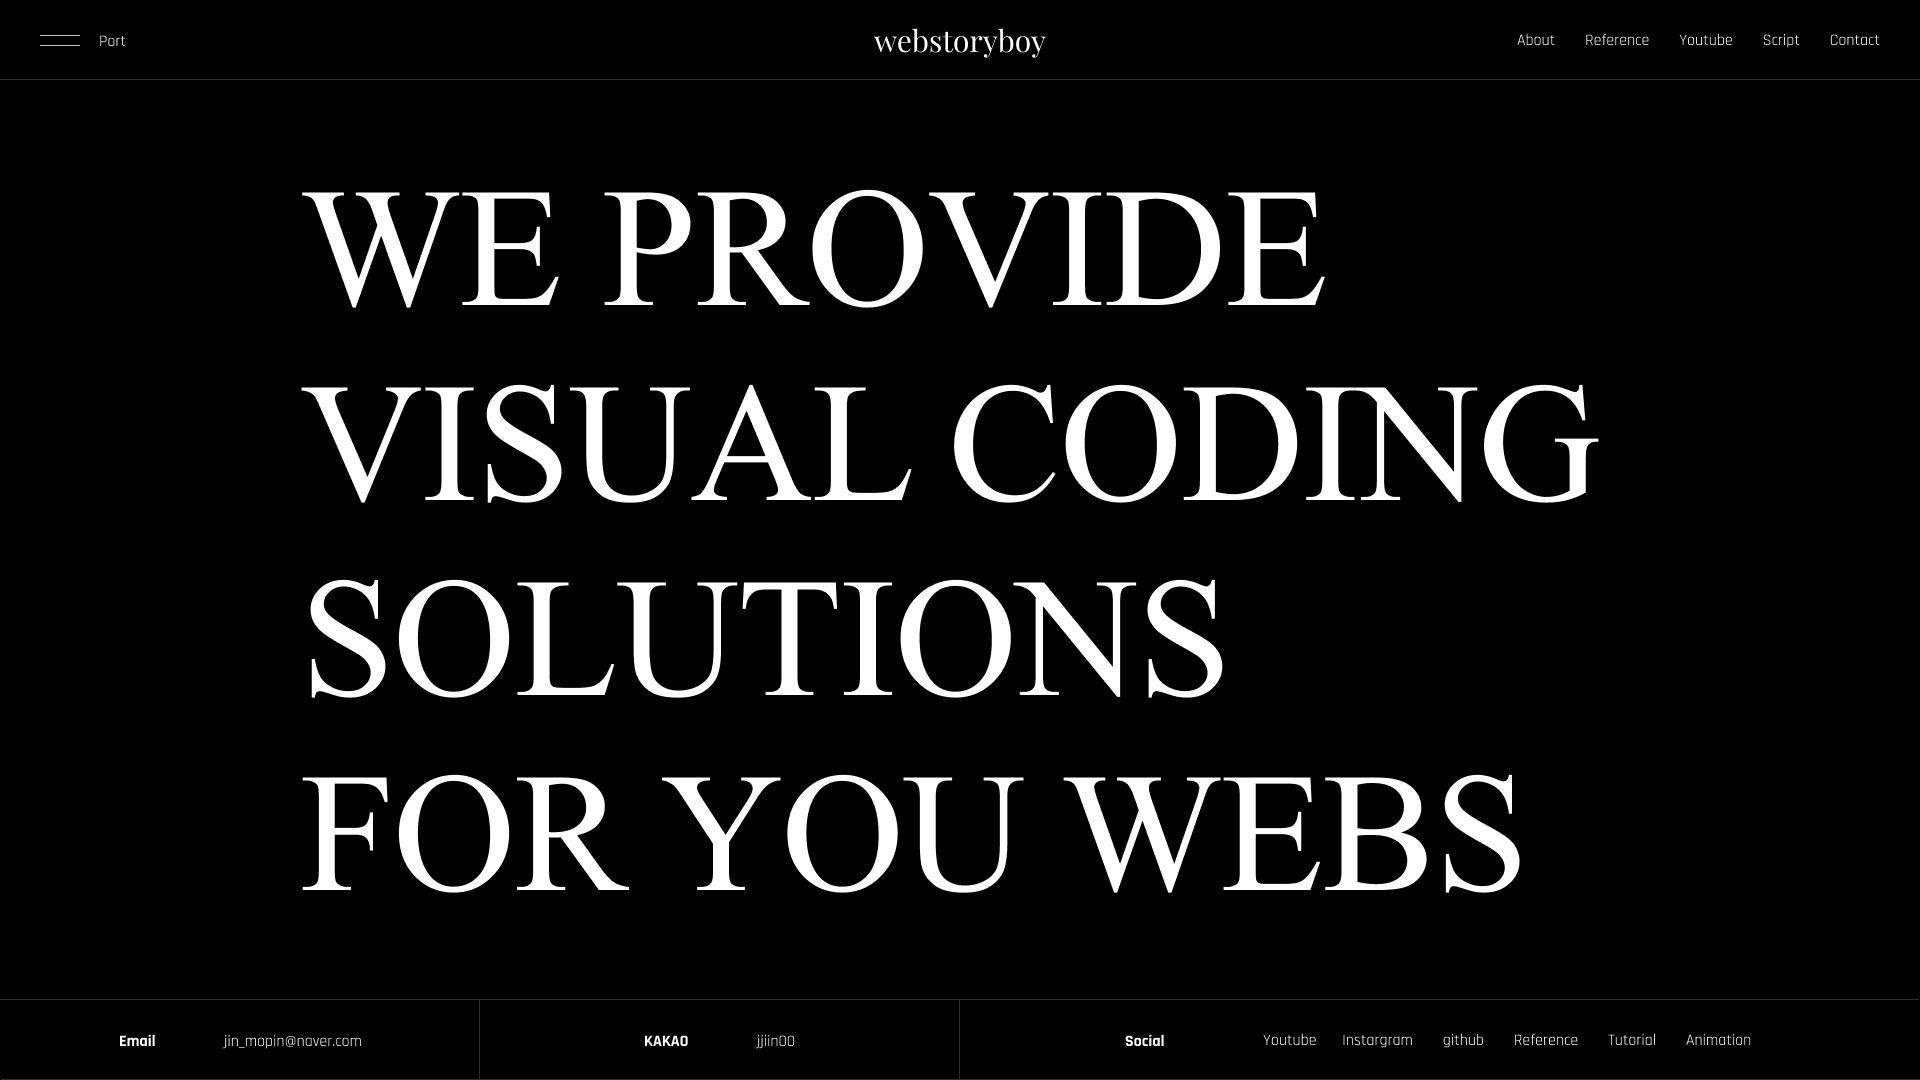 Port
webstoryboy
About Reference Youtube Script Contact
WE PROVIDE
VISUAL CODING
SOLUTIONS
FOR YOU WEBS
Email jin_mopin@naver.com
KAKAO jjiin00
Social Youtube Instargram github Reference Tutorial Animation